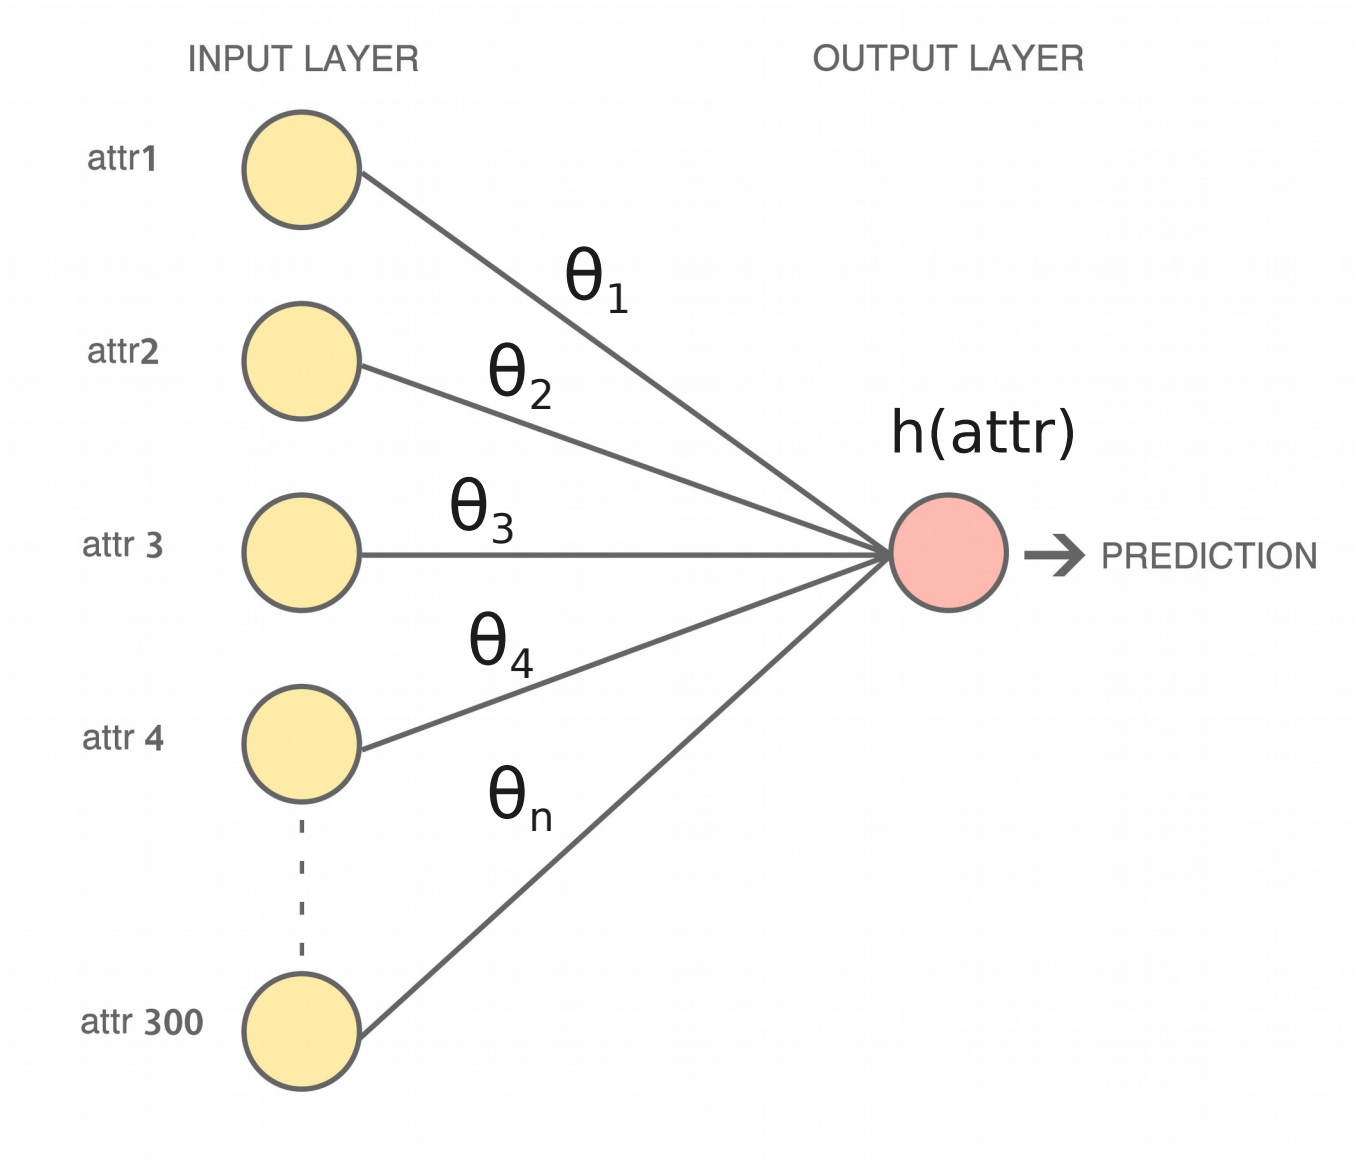 INPUT LAYER
OUTPUT LAYER
attr1
θ1
attr2
θ2
h(attr)
θ3
attr 3
PREDICTION
θ4
attr 4
θn
attr 300